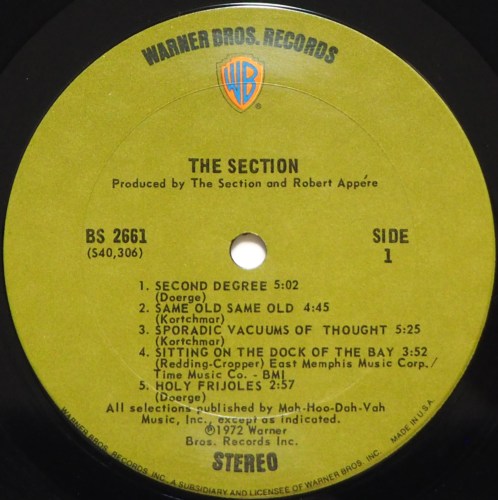 WARNER BROS. RECORDS
WB
®
THE SECTION
Produced by The Section and Robert Appére
BS 2661
(S40,306)
SIDE
1
1. SECOND DEGREE 5:02
(Doerge)
2. SAME OLD SAME OLD 4:45
(Kortchmar)
3. SPORADIC VACUUMS OF THOUGHT 5:25
(Kortchmar)
4. SITTING ON THE DOCK OF THE BAY 3:52
(Redding-Cropper) East Memphis Music Corp./
Time Music Co. - BMI
5. HOLY FRIJOLES 2:57
(Doerge)
All selections published by Mah-Hoo-Dah-Vah
Music, Inc., except as indicated.
℗1972 Warner
Bros. Records Inc.
STEREO
WARNER BROS. RECORDS INC. A SUBSIDIARY AND LICENSEE OF WARNER BROS. INC.
MADE IN U.S.A.